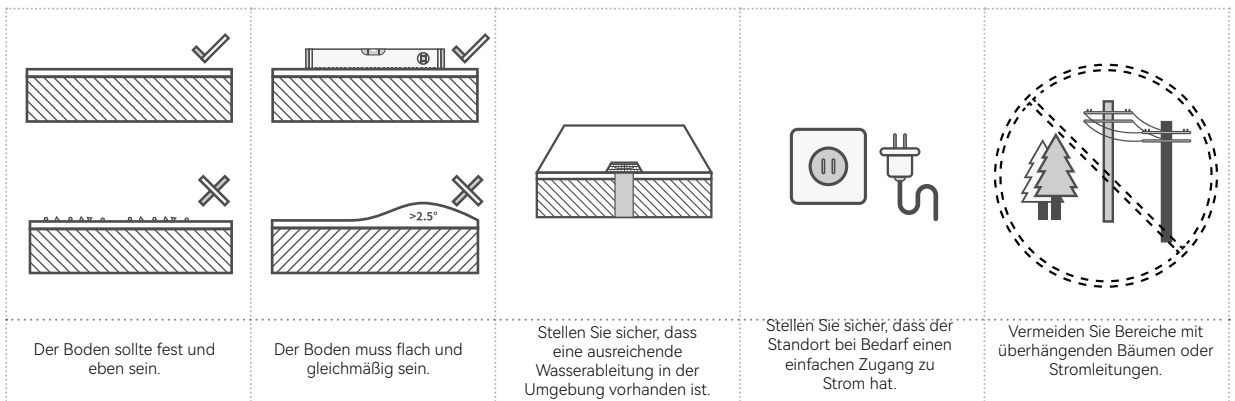 >2.5°
Der Boden sollte fest und
eben sein.
Der Boden muss flach und
gleichmäßig sein.
Stellen Sie sicher, dass
eine ausreichende
Wasserableitung in der
Umgebung vorhanden ist.
Stellen Sie sicher, dass der
Standort bei Bedarf einen
einfachen Zugang zu
Strom hat.
Vermeiden Sie Bereiche mit
überhängenden Bäumen oder
Stromleitungen.